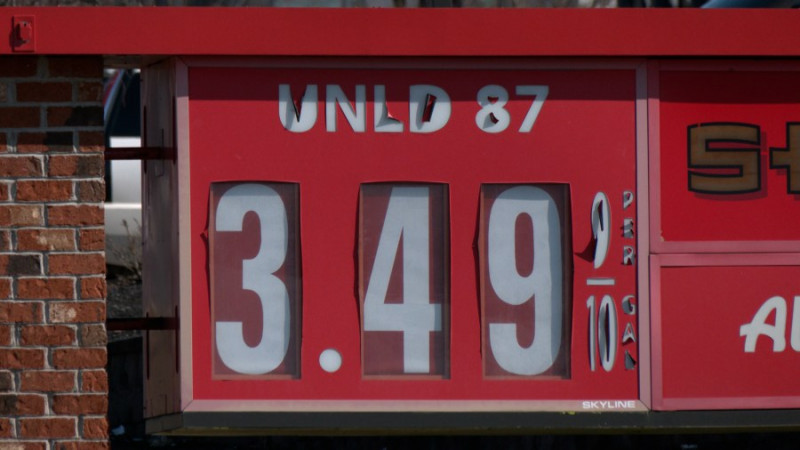 UNLD 87
3.49 9/10 PER GAL
SKYLINE